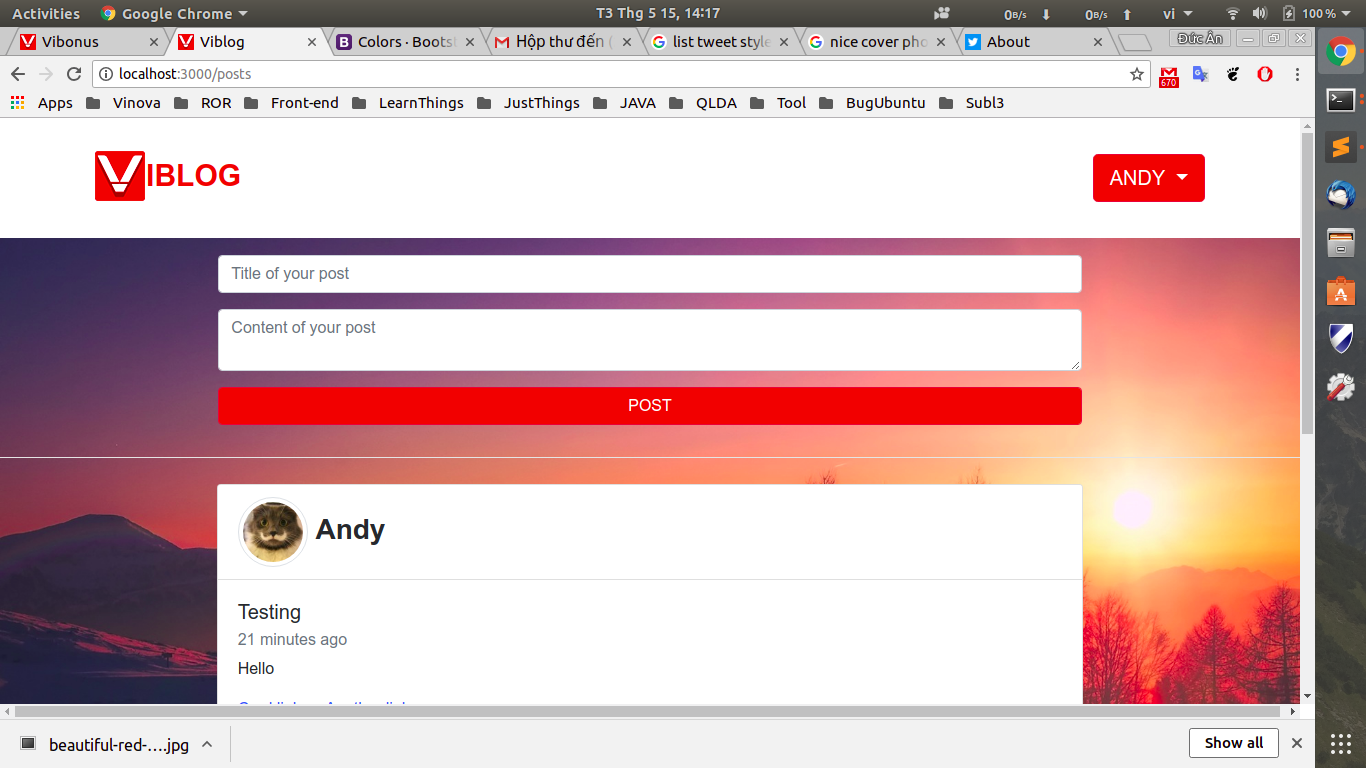 Activities Google Chrome T3 Thg 5 15, 14:17 0B/s 0B/s vi 100 %
Vibonus Viblog Colors · Boots Hộp thư đến ( list tweet style nice cover pho About Đức Ân
localhost:3000/posts 670
Apps Vinova ROR Front-end LearnThings JustThings JAVA QLDA Tool BugUbuntu Subl3
VIBLOG ANDY
Title of your post
Content of your post
POST
Andy
Testing
21 minutes ago
Hello
beautiful-red-....jpg Show all